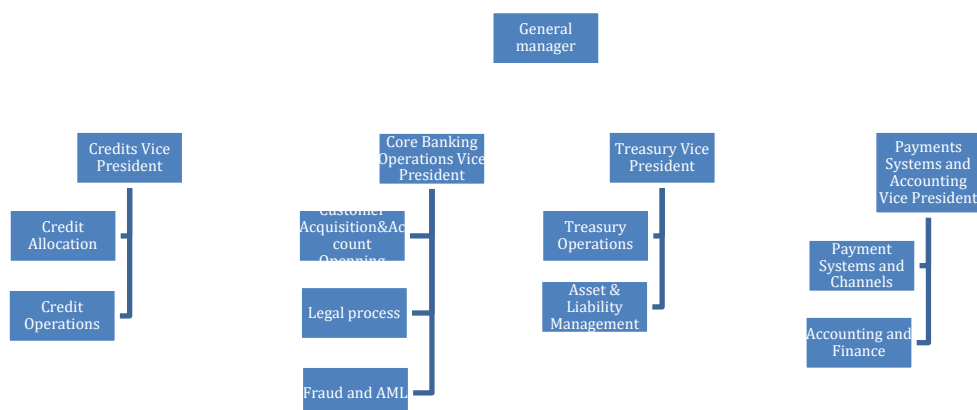 General
manager
Credits Vice
President
Core Banking
Operations Vice
President
Treasury Vice
President
Payments
Systems and
Accounting
Vice President
Credit
Allocation
Credit
Operations
Customer
Acquisition&Ac
count
Openning
Legal process
Fraud and AML
Treasury
Operations
Asset &
Liability
Management
Payment
Systems and
Channels
Accounting and
Finance